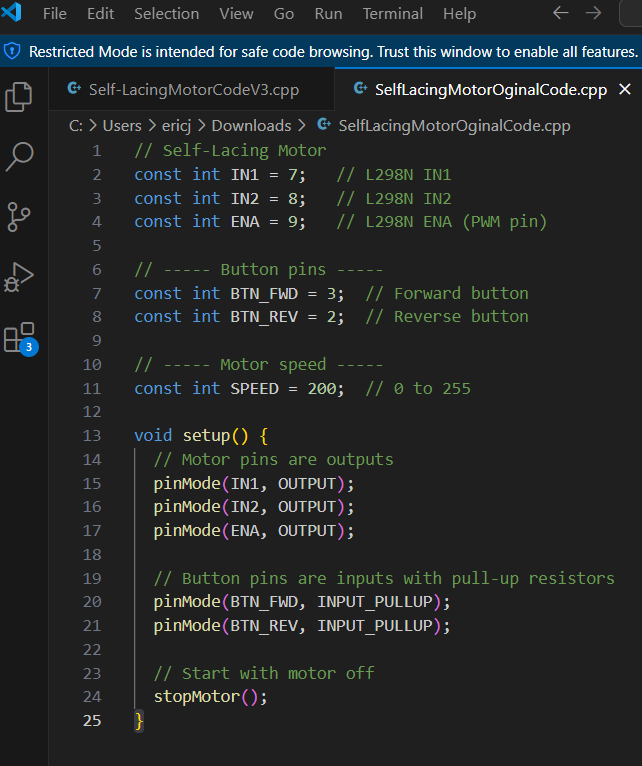 File Edit Selection View Go Run Terminal Help
Restricted Mode is intended for safe code browsing. Trust this window to enable all features.
Self-LacingMotorCodeV3.cpp SelfLacingMotorOginalCode.cpp
C: > Users > ericj > Downloads > SelfLacingMotorOginalCode.cpp
1 // Self-Lacing Motor
2 const int IN1 = 7; // L298N IN1
3 const int IN2 = 8; // L298N IN2
4 const int ENA = 9; // L298N ENA (PWM pin)
5
6 // ----- Button pins -----
7 const int BTN_FWD = 3; // Forward button
8 const int BTN_REV = 2; // Reverse button
9
10 // ----- Motor speed -----
11 const int SPEED = 200; // 0 to 255
12
13 void setup() {
14 // Motor pins are outputs
15 pinMode(IN1, OUTPUT);
16 pinMode(IN2, OUTPUT);
17 pinMode(ENA, OUTPUT);
18
19 // Button pins are inputs with pull-up resistors
20 pinMode(BTN_FWD, INPUT_PULLUP);
21 pinMode(BTN_REV, INPUT_PULLUP);
22
23 // Start with motor off
24 stopMotor();
25 }
3